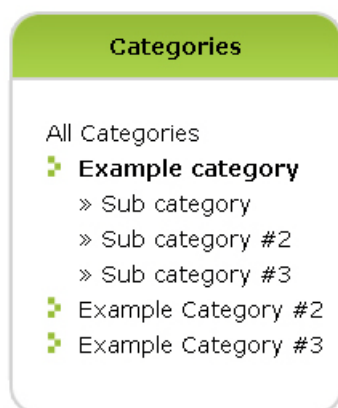 Categories
All Categories
Example category
» Sub category
» Sub category #2
» Sub category #3
Example Category #2
Example Category #3